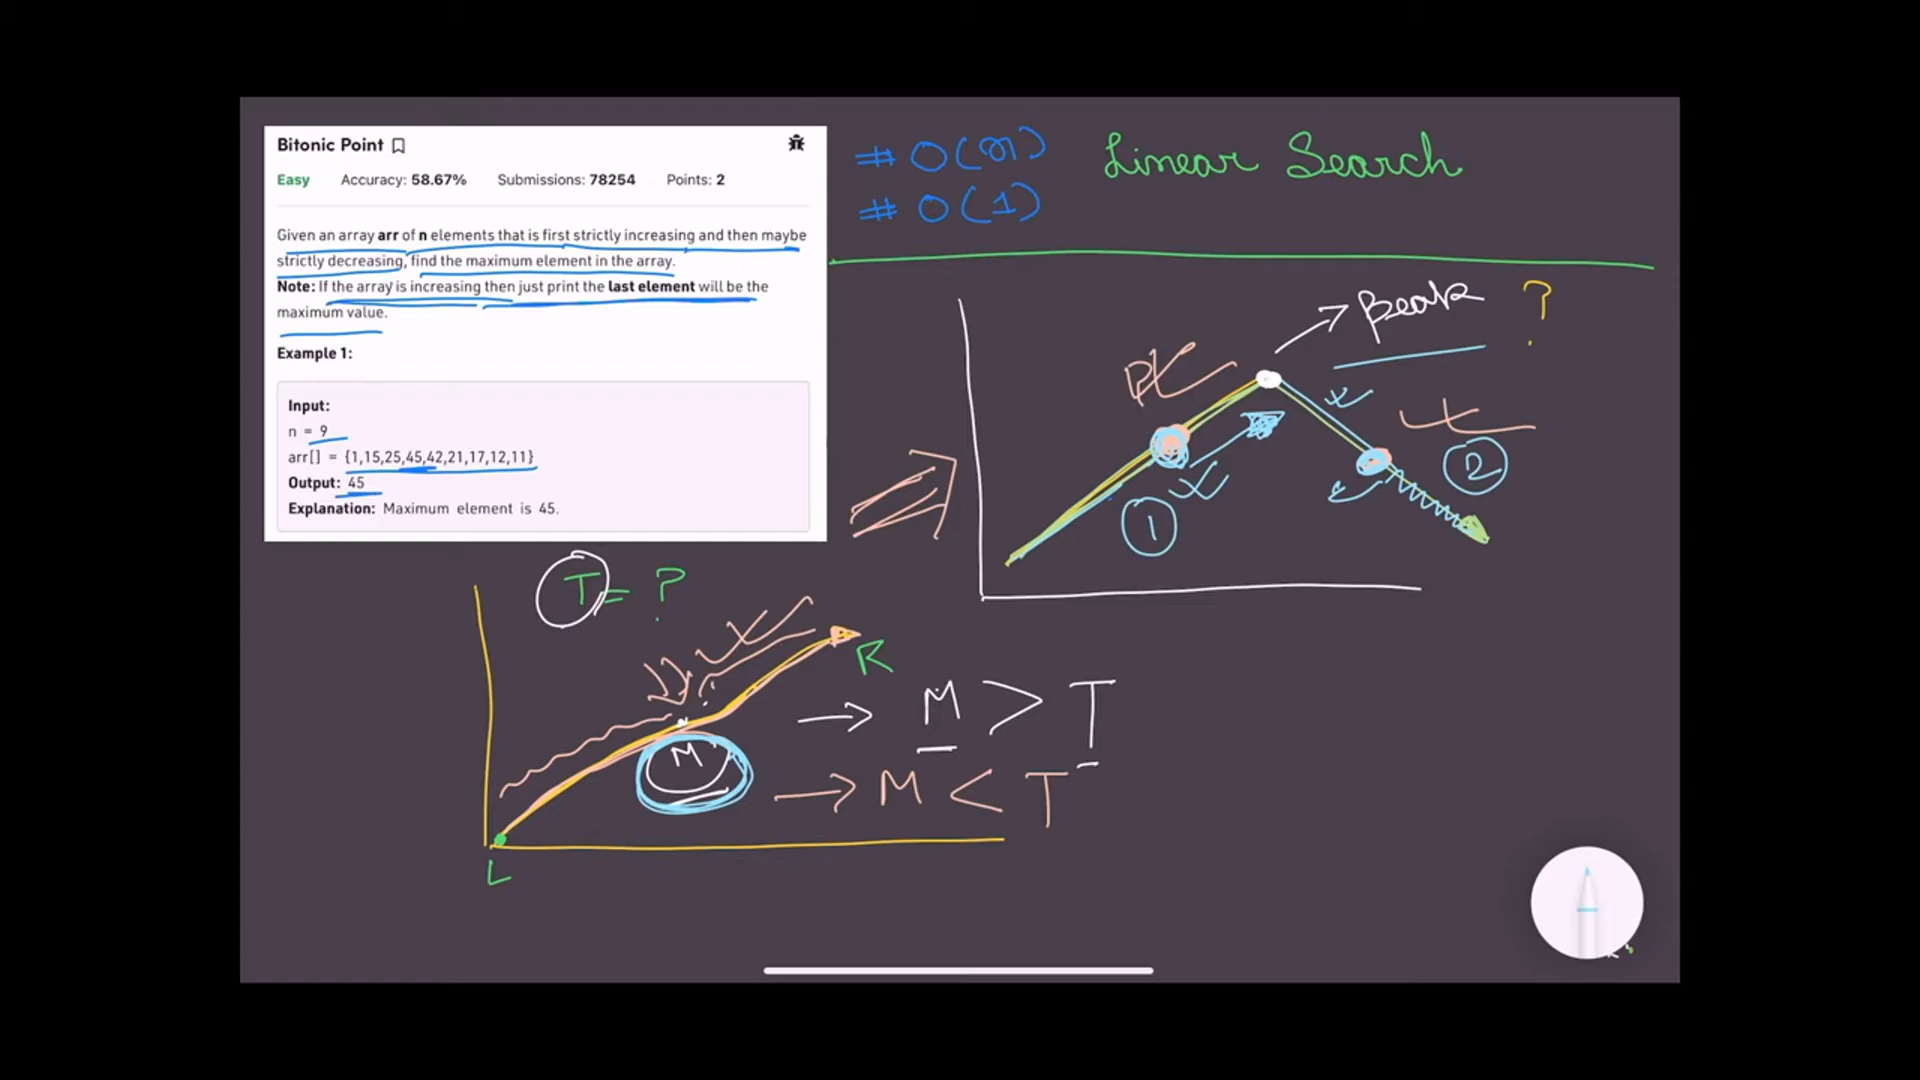 Bitonic Point
Easy Accuracy: 58.67% Submissions: 78254 Points: 2
Given an array arr of n elements that is first strictly increasing and then maybe
strictly decreasing, find the maximum element in the array.
Note: If the array is increasing then just print the last element will be the
maximum value.
Example 1:
Input:
n = 9
arr[] = {1,15,25,45,42,21,17,12,11}
Output: 45
Explanation: Maximum element is 45.
# O(n) Linear Search
# O(1)
Peak ?
1
2
T = ?
R
M
L
→ M > T
→ M < T